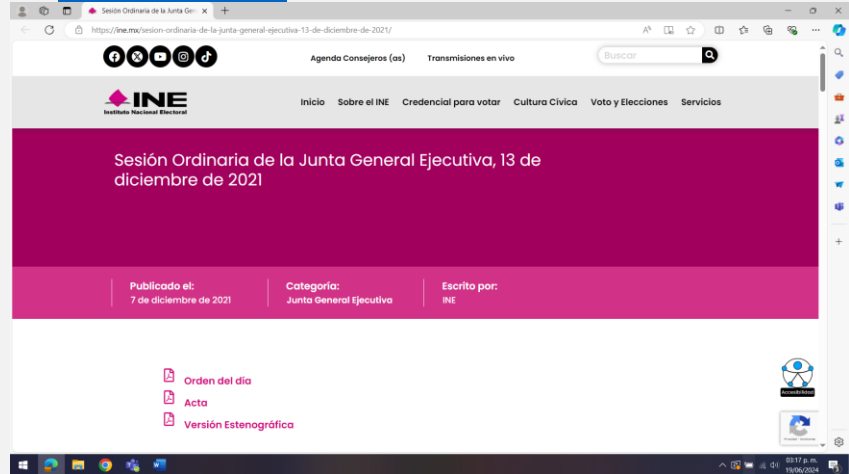 Sesión Ordinaria de la Junta Gen
https://ine.mx/sesion-ordinaria-de-la-junta-general-ejecutiva-13-de-diciembre-de-2021/
Agenda Consejeros (as) Transmisiones en vivo Buscar
INE
Instituto Nacional Electoral
Inicio Sobre el INE Credencial para votar Cultura Cívica Voto y Elecciones Servicios
Sesión Ordinaria de la Junta General Ejecutiva, 13 de
diciembre de 2021
Publicado el: Categoría: Escrito por:
7 de diciembre de 2021 Junta General Ejecutiva INE
Orden del día
Acta
Versión Estenográfica
Accesibilidad
03:17 p. m.
19/06/2024